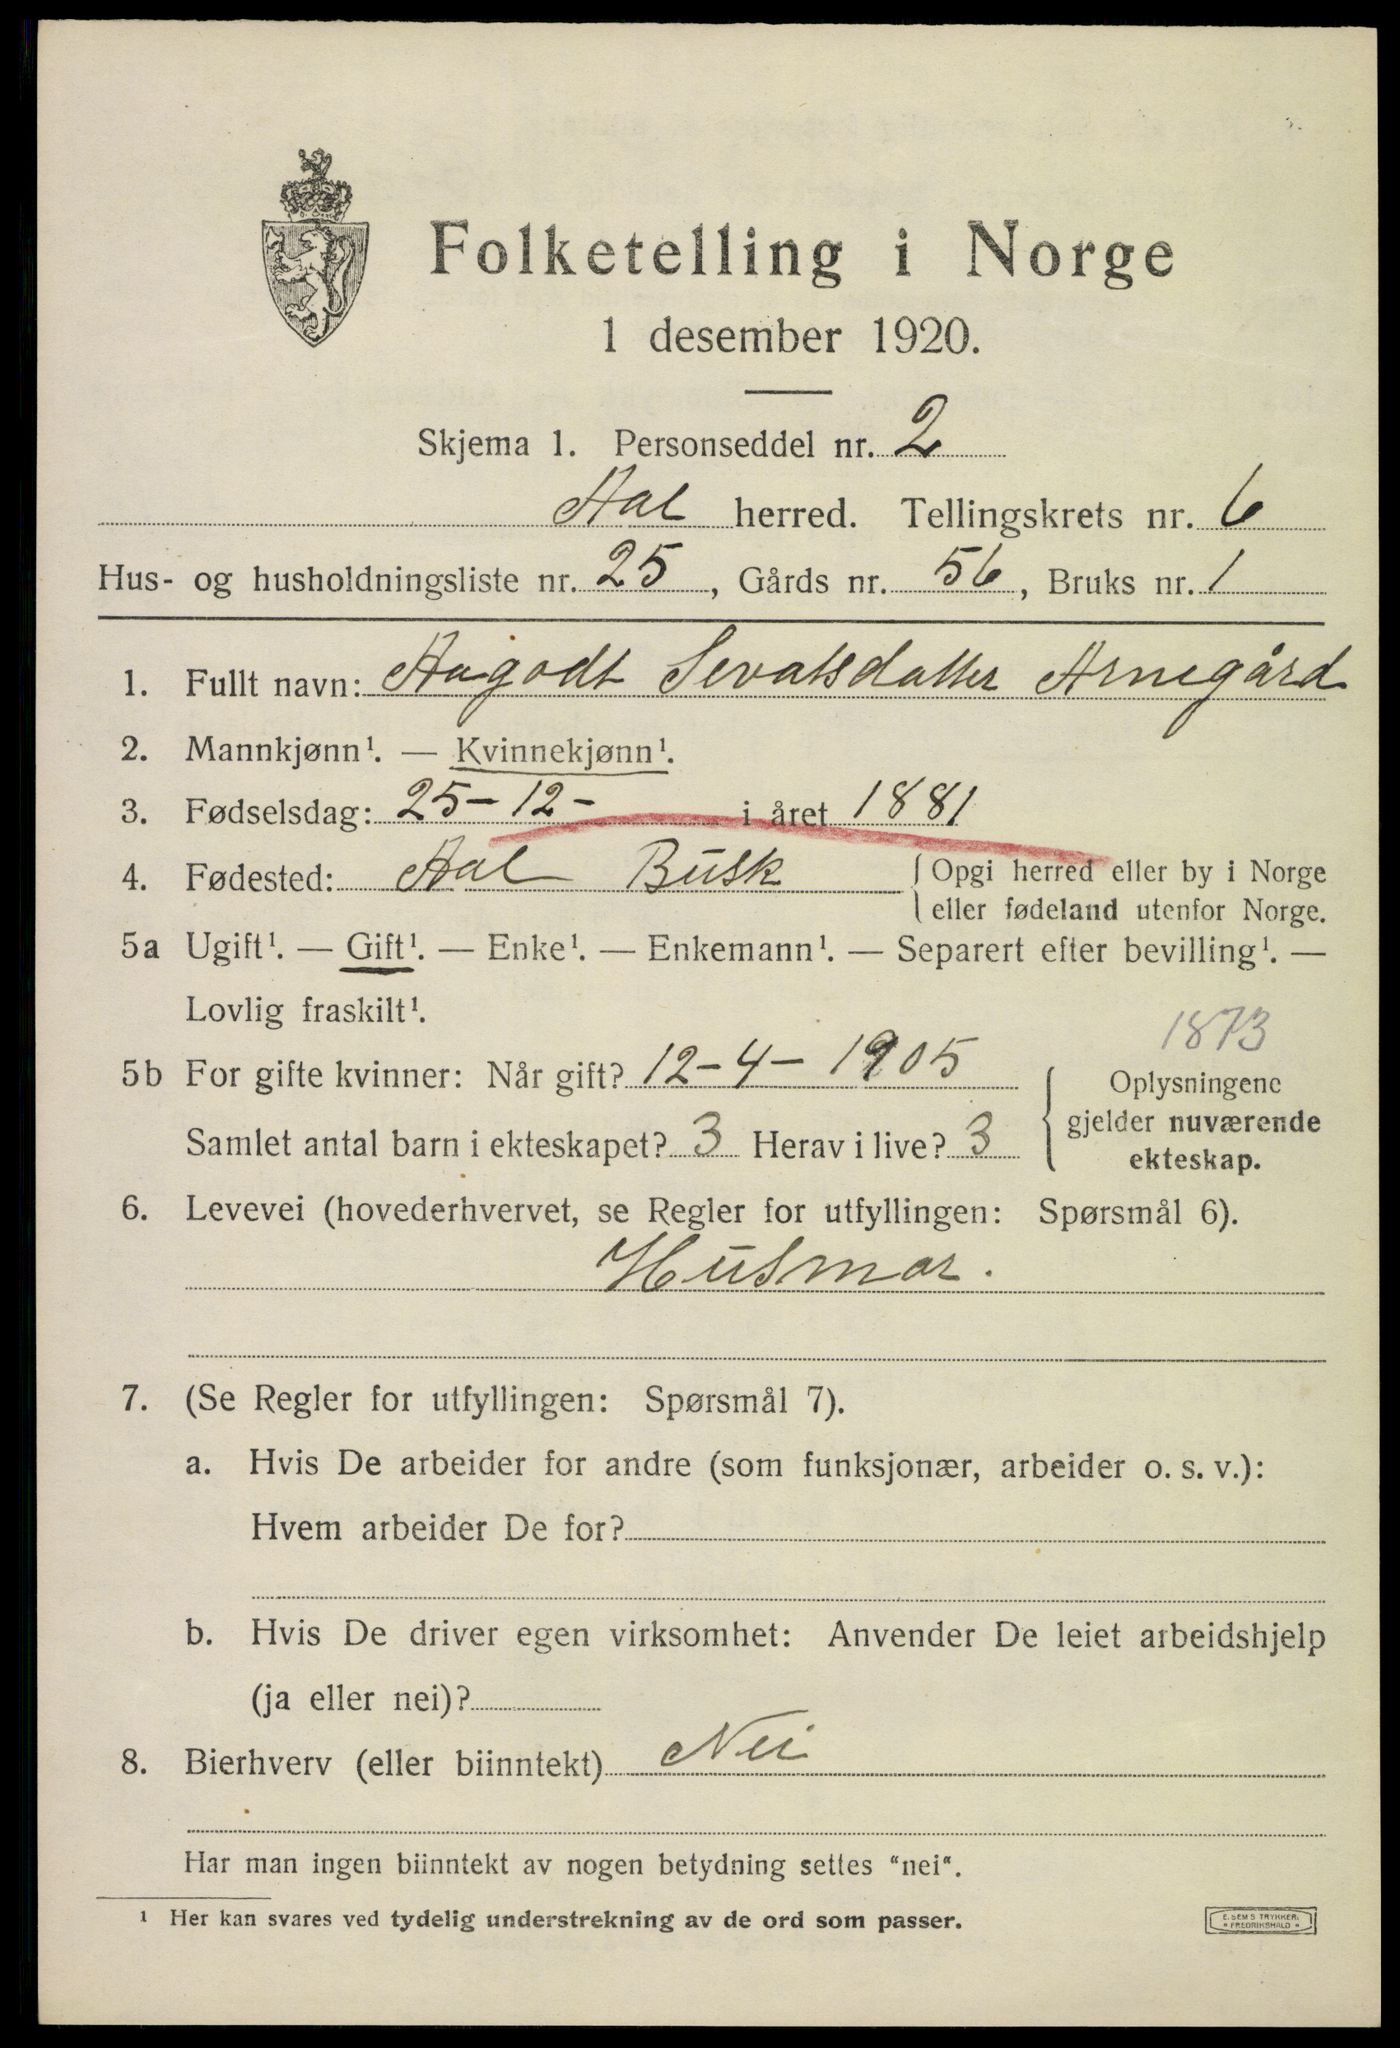 Folketelling i Norge
1 desember 1920.
Skjema 1. Personseddel nr. 2
Aal herred. Tellingskrets nr. 6
Hus- og husholdningsliste nr. 25, Gårds nr. 56, Bruks nr. 1
1. Fullt navn: Aagodt Sevatsdatter Arnegård
2. Mannkjønn¹. — Kvinnekjønn¹.
3. Fødselsdag: 25-12- i året 1881
4. Fødested: Aal Busk {Opgi herred eller by i Norge
eller fødeland utenfor Norge.
5a Ugift¹. — Gift¹. — Enke¹. — Enkemann¹. — Separert efter bevilling¹. —
Lovlig fraskilt¹.
1873
5b For gifte kvinner: Når gift? 12-4-1905
Samlet antal barn i ekteskapet? 3 Herav i live? 3
{Oplysningene
gjelder nuværende
ekteskap.
6. Levevei (hovederhvervet, se Regler for utfyllingen: Spørsmål 6).
Husmor.
7. (Se Regler for utfyllingen: Spørsmål 7).
a. Hvis De arbeider for andre (som funksjonær, arbeider o. s. v.):
Hvem arbeider De for?
b. Hvis De driver egen virksomhet: Anvender De leiet arbeidshjelp
(ja eller nei)?
8. Bierhverv (eller biinntekt) Nei
Har man ingen biinntekt av nogen betydning settes "nei".
¹ Her kan svares ved tydelig understrekning av de ord som passer.
E. SEM'S TRYKKERI
* FREDRIKSHALD *